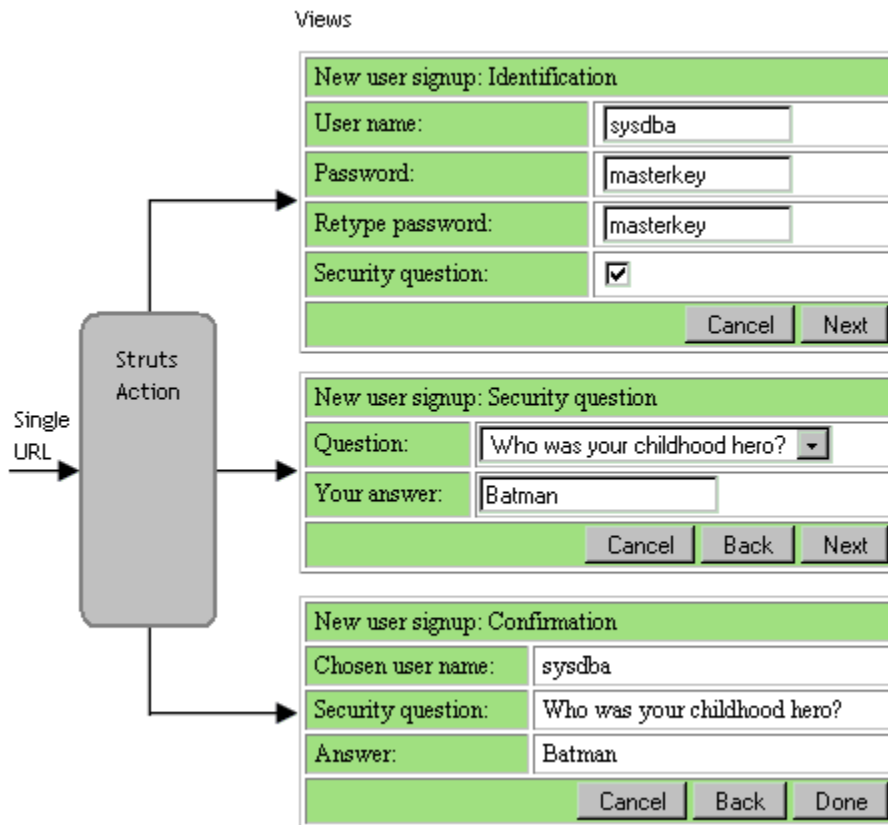 Views
New user signup: Identification
User name: sysdba
Password: masterkey
Retype password: masterkey
Security question:
Cancel Next
Struts
Action
Single
URL
New user signup: Security question
Question: Who was your childhood hero?
Your answer: Batman
Cancel Back Next
New user signup: Confirmation
Chosen user name: sysdba
Security question: Who was your childhood hero?
Answer: Batman
Cancel Back Done